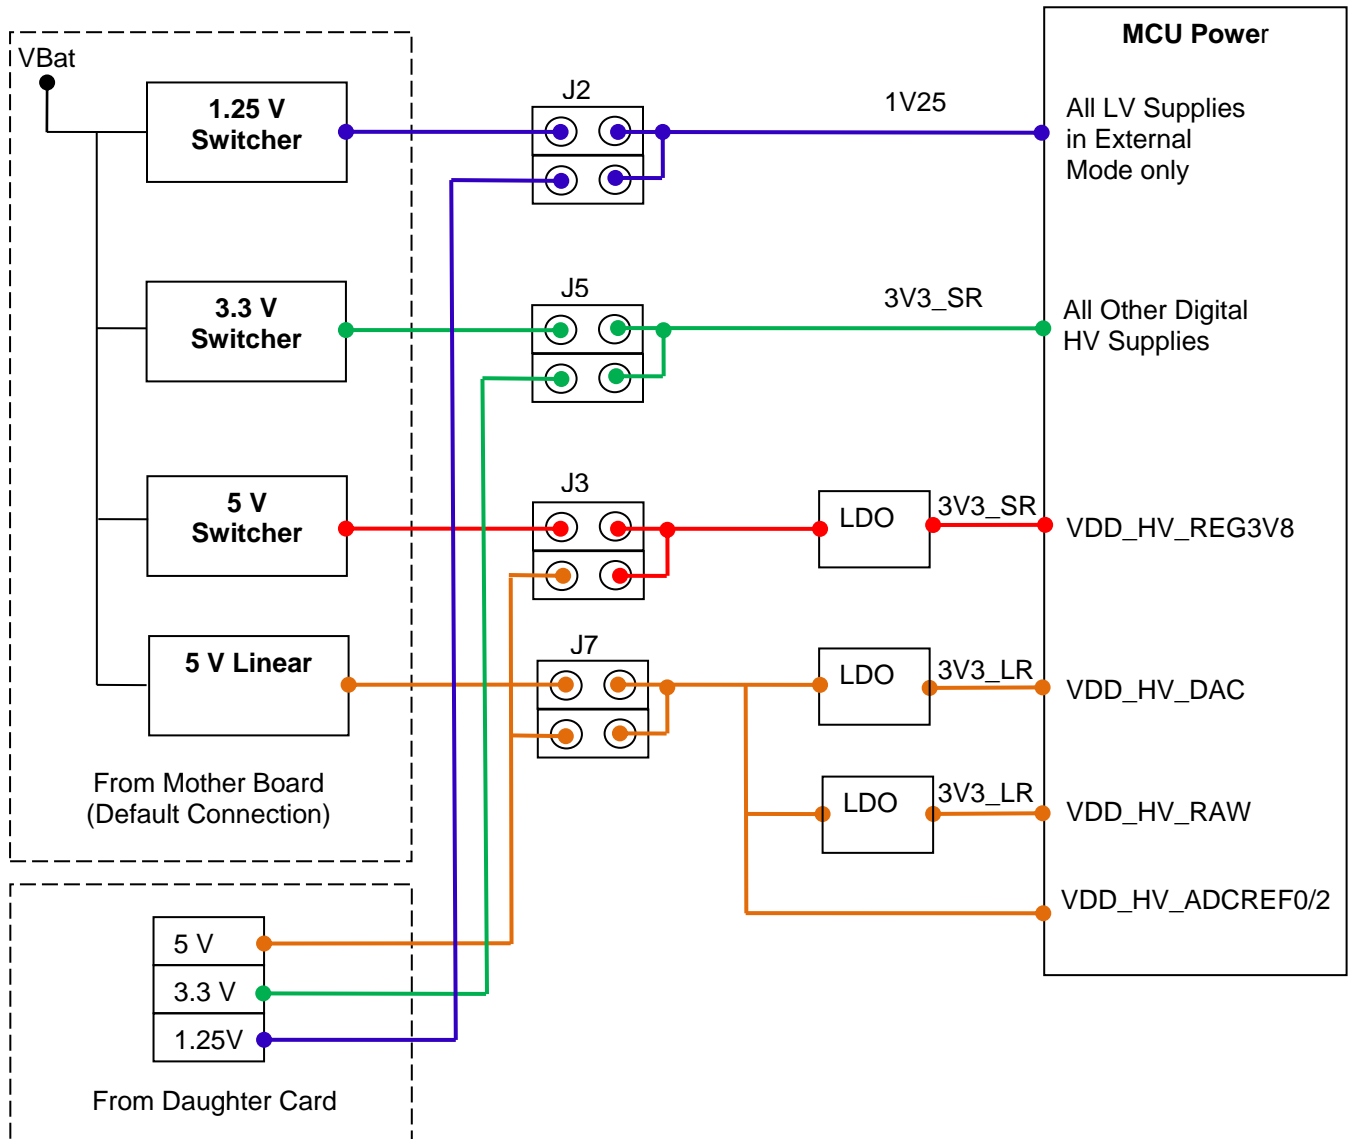 MCU Power
VBat
1.25 V
Switcher
J2
1V25
All LV Supplies
in External
Mode only
3.3 V
Switcher
J5
3V3_SR
All Other Digital
HV Supplies
5 V
Switcher
J3
LDO
3V3_SR
VDD_HV_REG3V8
5 V Linear
J7
LDO
3V3_LR
VDD_HV_DAC
From Mother Board
(Default Connection)
LDO
3V3_LR
VDD_HV_RAW
VDD_HV_ADCREF0/2
5 V
3.3 V
1.25V
From Daughter Card